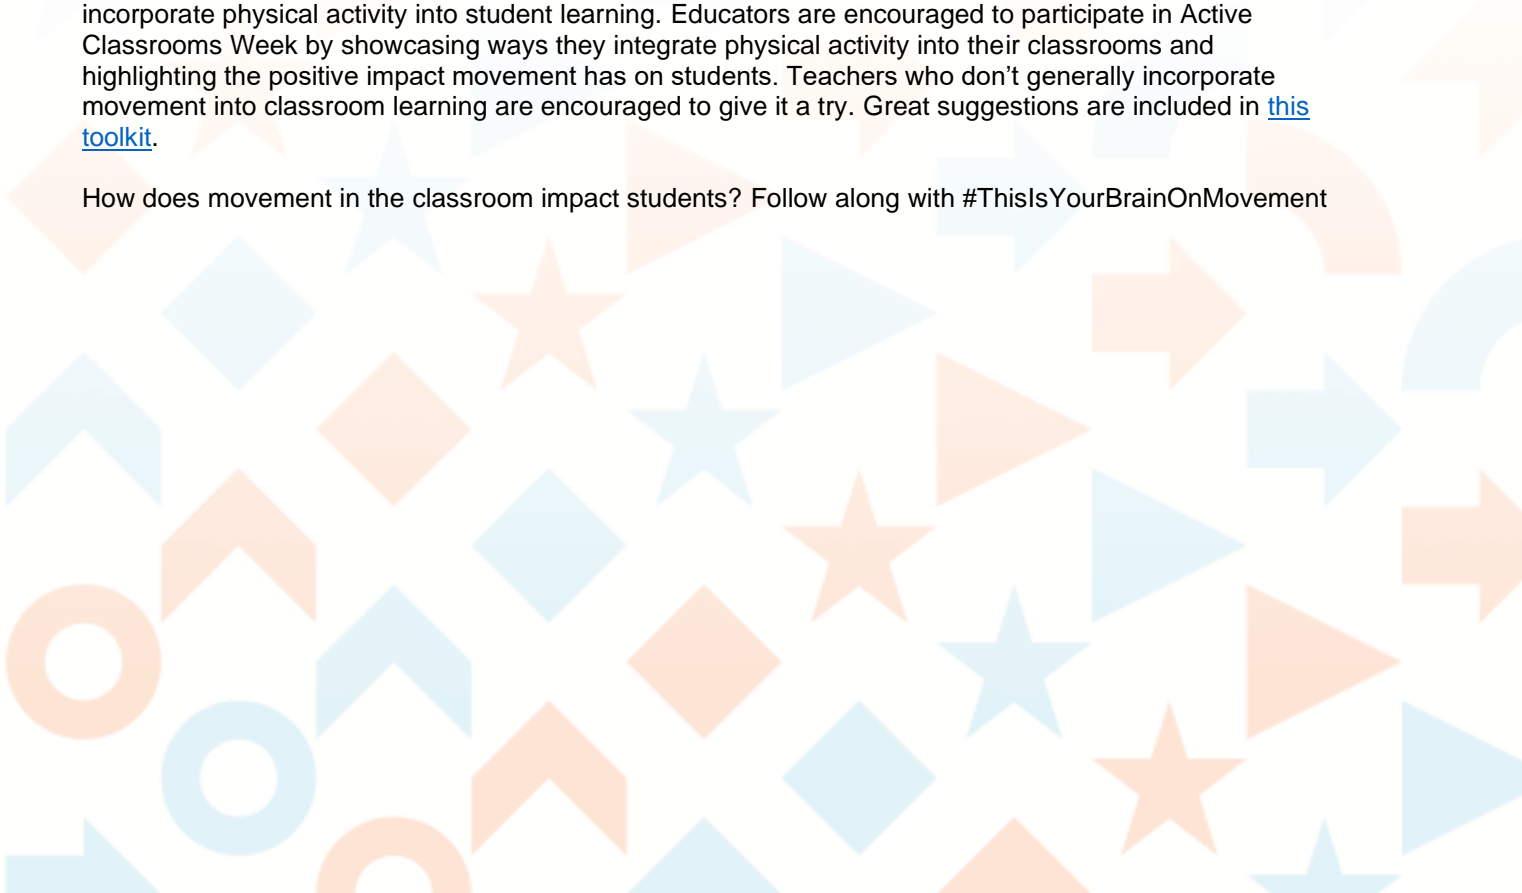 incorporate physical activity into student learning. Educators are encouraged to participate in Active
Classrooms Week by showcasing ways they integrate physical activity into their classrooms and
highlighting the positive impact movement has on students. Teachers who don’t generally incorporate
movement into classroom learning are encouraged to give it a try. Great suggestions are included in this
toolkit.
How does movement in the classroom impact students? Follow along with #ThisIsYourBrainOnMovement